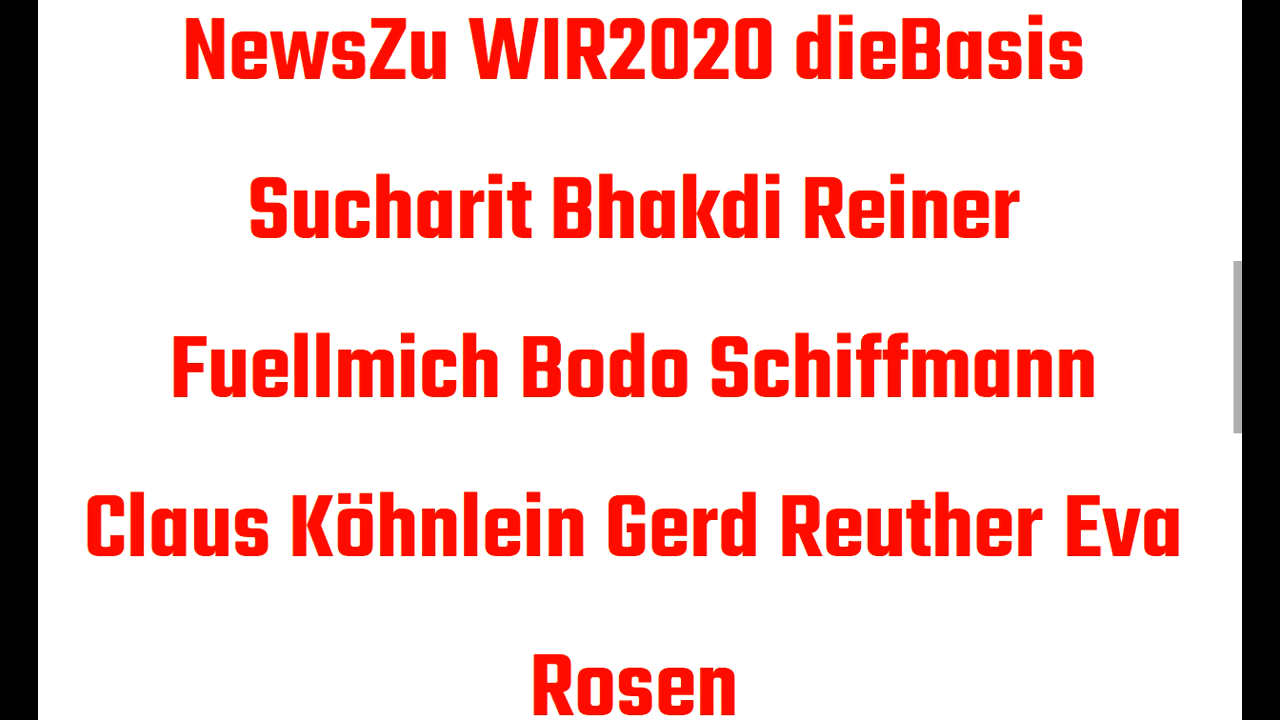 NewsZu WIR2020 dieBasis
Sucharit Bhakdi Reiner
Fuellmich Bodo Schiffmann
Claus Köhnlein Gerd Reuther Eva
Rosen